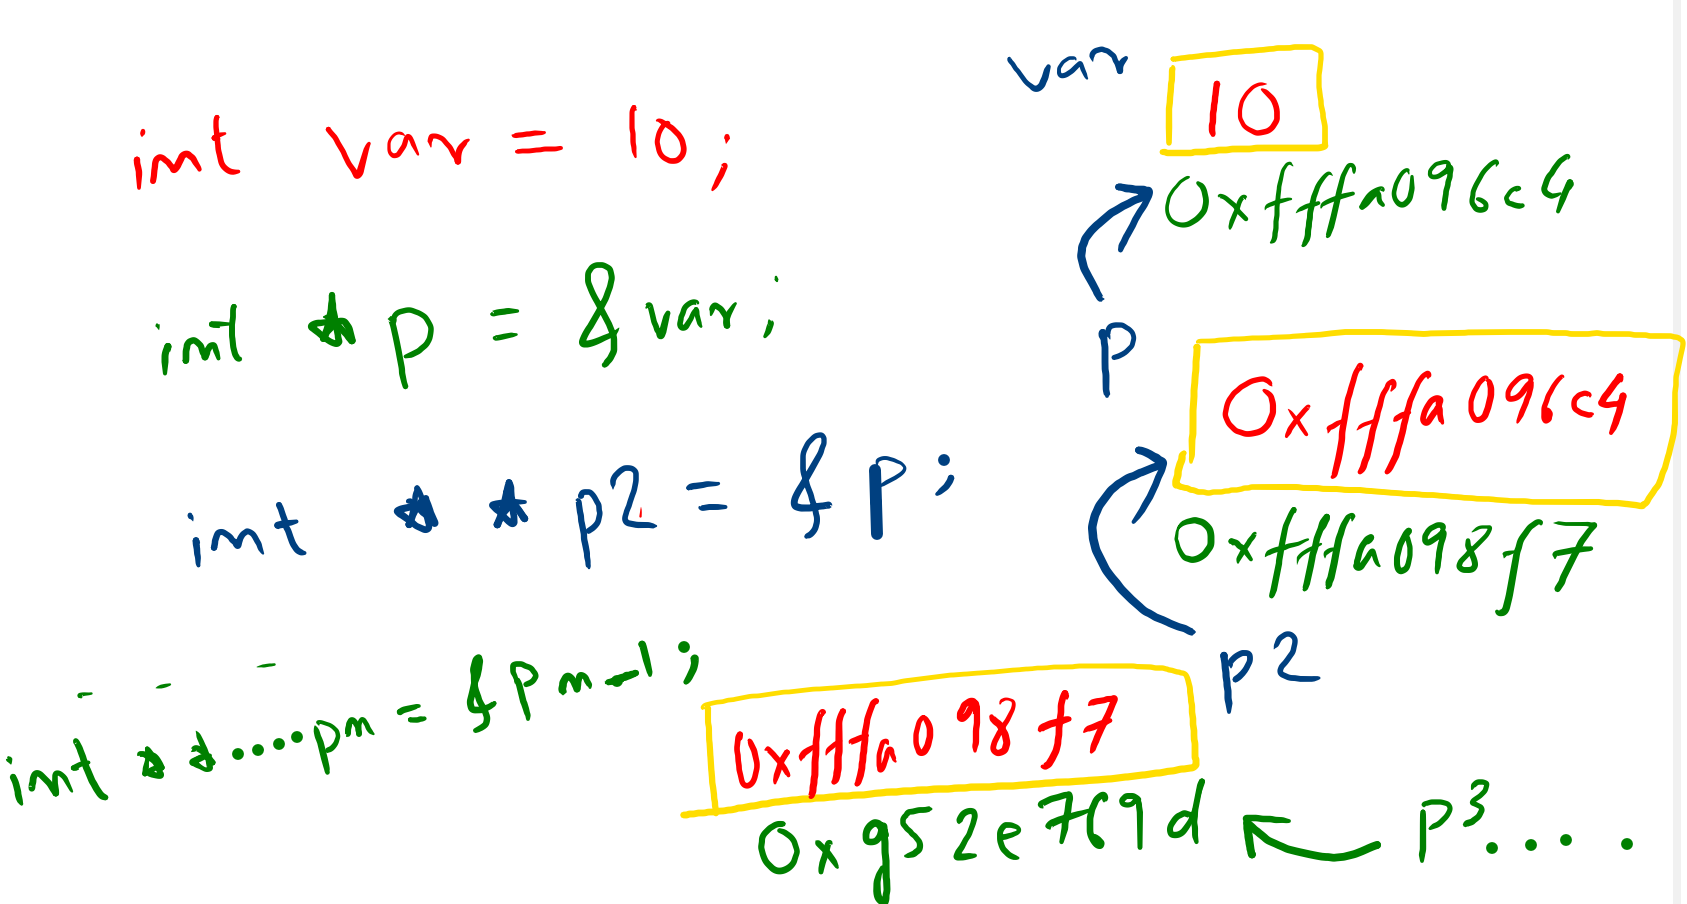 int var = 10;
int *p = &var;
int **p2 = &p;
int **....pn = &pn-1;
var
10
0xfffa096c4
p
0xfffa096c4
0xfffa098f7
p2
0xfffa098f7
0xg52e769d
p3....